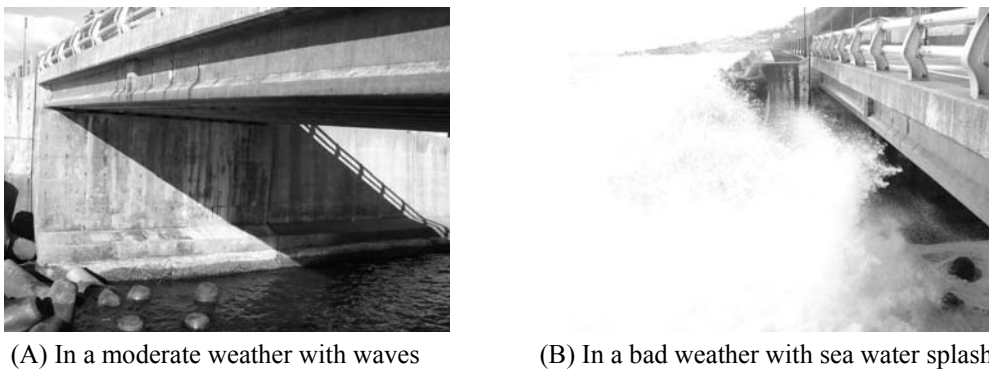 (A) In a moderate weather with waves
(B) In a bad weather with sea water splash